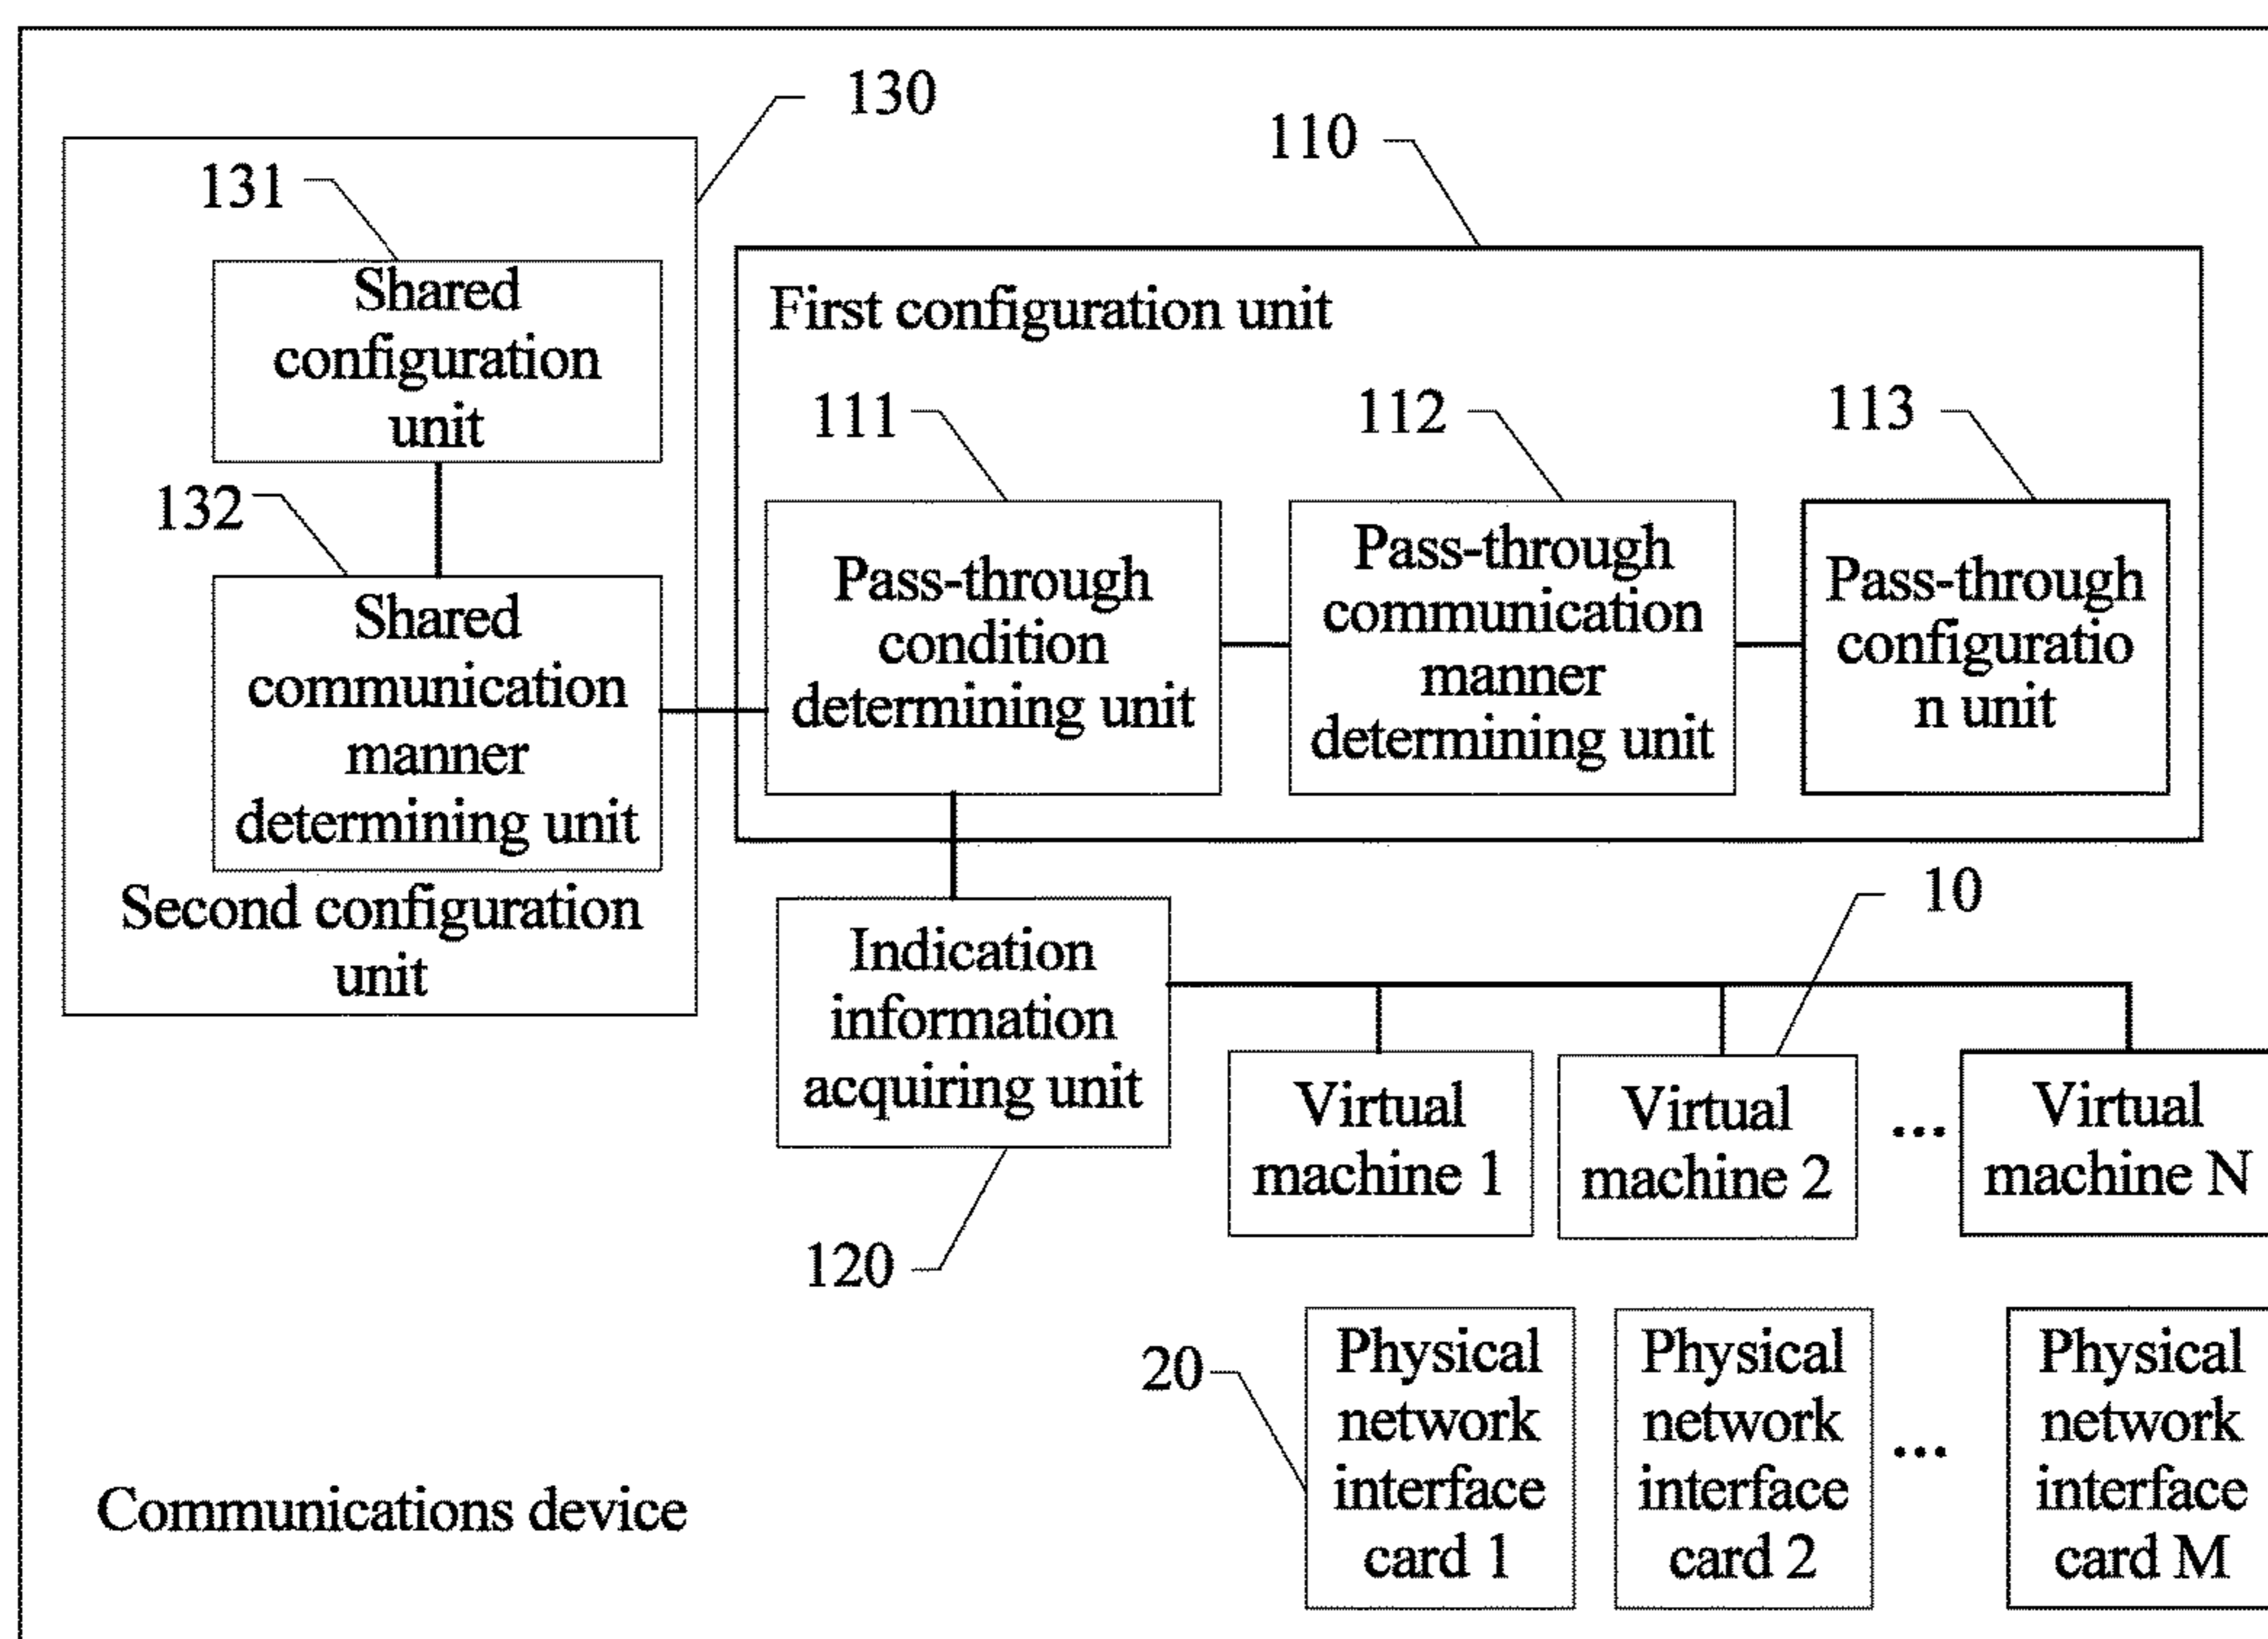 130
110
131
Shared
configuration
unit
First configuration unit
111
112
113
132
Shared
communication
manner
determining unit
Second configuration
unit
Pass-through
condition
determining unit
Pass-through
communication
manner
determining unit
Pass-through
configuratio
n unit
10
Indication
information
acquiring unit
120
Virtual
machine 1
Virtual
machine 2
...
Virtual
machine N
20
Physical
network
interface
card 1
Physical
network
interface
card 2
...
Physical
network
interface
card M
Communications device